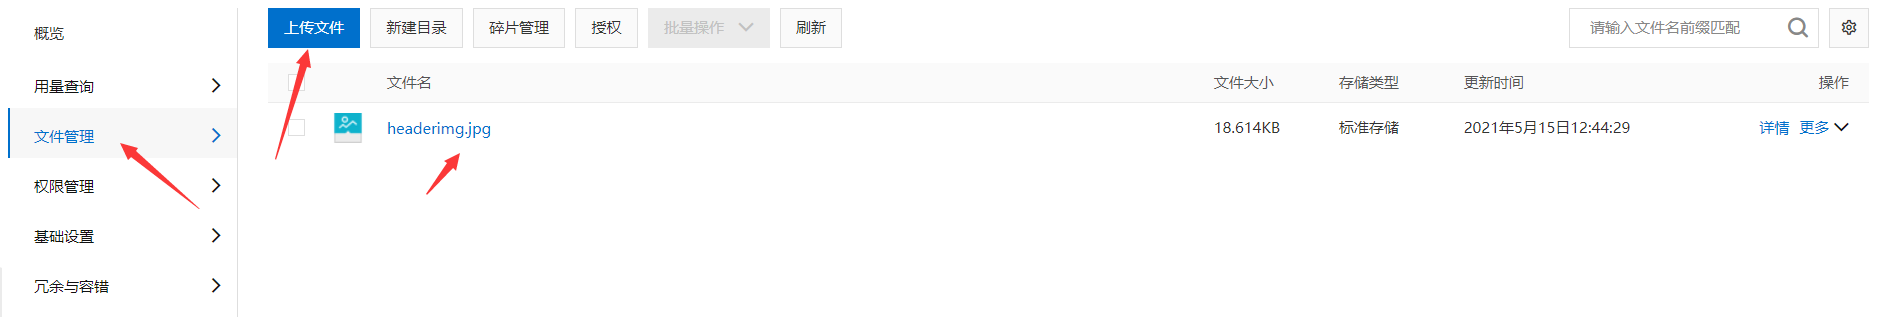 概览
用量查询
文件管理
权限管理
基础设置
冗余与容错
上传文件 新建目录 碎片管理 授权 批量操作 刷新 请输入文件名前缀匹配
文件名 文件大小 存储类型 更新时间 操作
headerimg.jpg 18.614KB 标准存储 2021年5月15日12:44:29 详情 更多